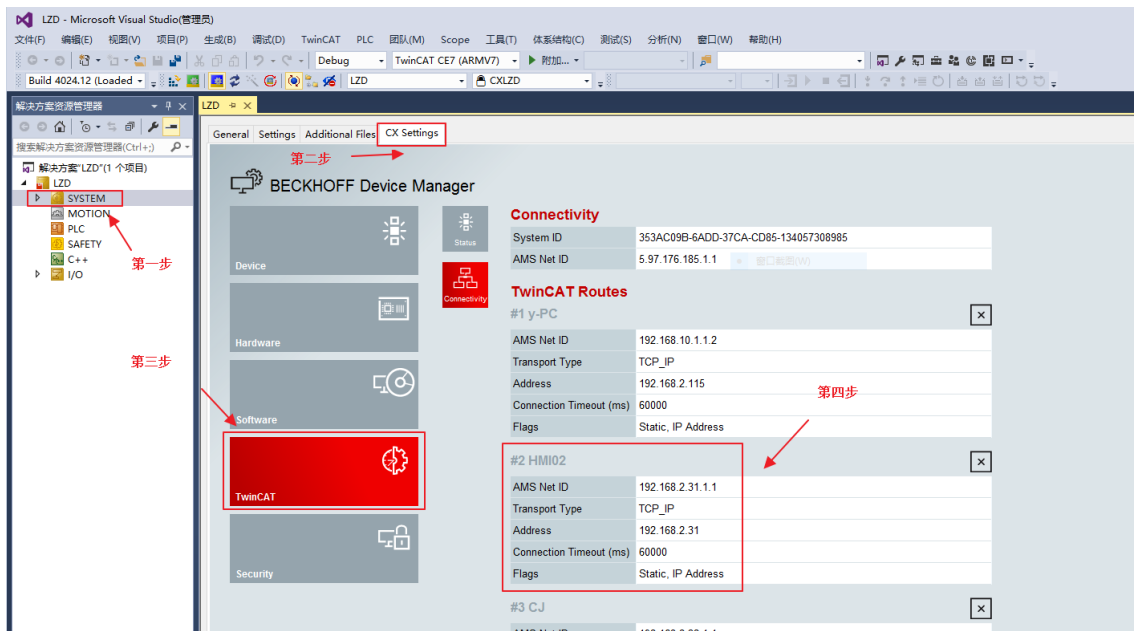 LZD - Microsoft Visual Studio(管理员)
文件(F) 编辑(E) 视图(V) 项目(P) 生成(B) 调试(D) TwinCAT PLC 团队(M) Scope 工具(T) 体系结构(C) 测试(S) 分析(N) 窗口(W) 帮助(H)
Debug TwinCAT CE7 (ARMV7) 附加...
Build 4024.12 (Loaded LZD CXLZD
解决方案资源管理器
LZD
General Settings Additional Files CX Settings
搜索解决方案资源管理器(Ctrl+;)
解决方案"LZD"(1 个项目)
LZD
SYSTEM
MOTION
PLC
SAFETY
C++
I/O
第一步
第二步
第三步
第四步
BECKHOFF Device Manager
Device
Hardware
Software
TwinCAT
Security
Status
Connectivity
Connectivity
System ID 353AC09B-6ADD-37CA-CD85-134057308985
AMS Net ID 5.97.176.185.1.1
窗口截图(W)
TwinCAT Routes
#1 y-PC
AMS Net ID 192.168.10.1.1.2
Transport Type TCP_IP
Address 192.168.2.115
Connection Timeout (ms) 60000
Flags Static, IP Address
#2 HMI02
AMS Net ID 192.168.2.31.1.1
Transport Type TCP_IP
Address 192.168.2.31
Connection Timeout (ms) 60000
Flags Static, IP Address
#3 CJ